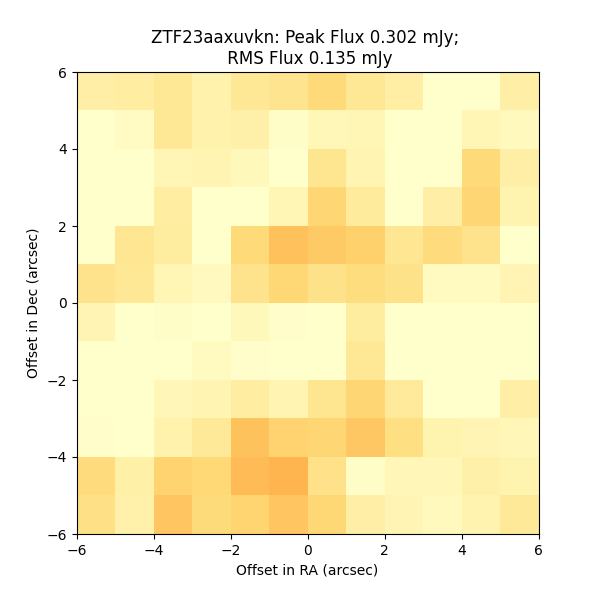 ZTF23aaxuvkn: Peak Flux 0.302 mJy;
RMS Flux 0.135 mJy
6
4
2
0
−2
−4
−6
Offset in Dec (arcsec)
−6 −4 −2 0 2 4 6
Offset in RA (arcsec)